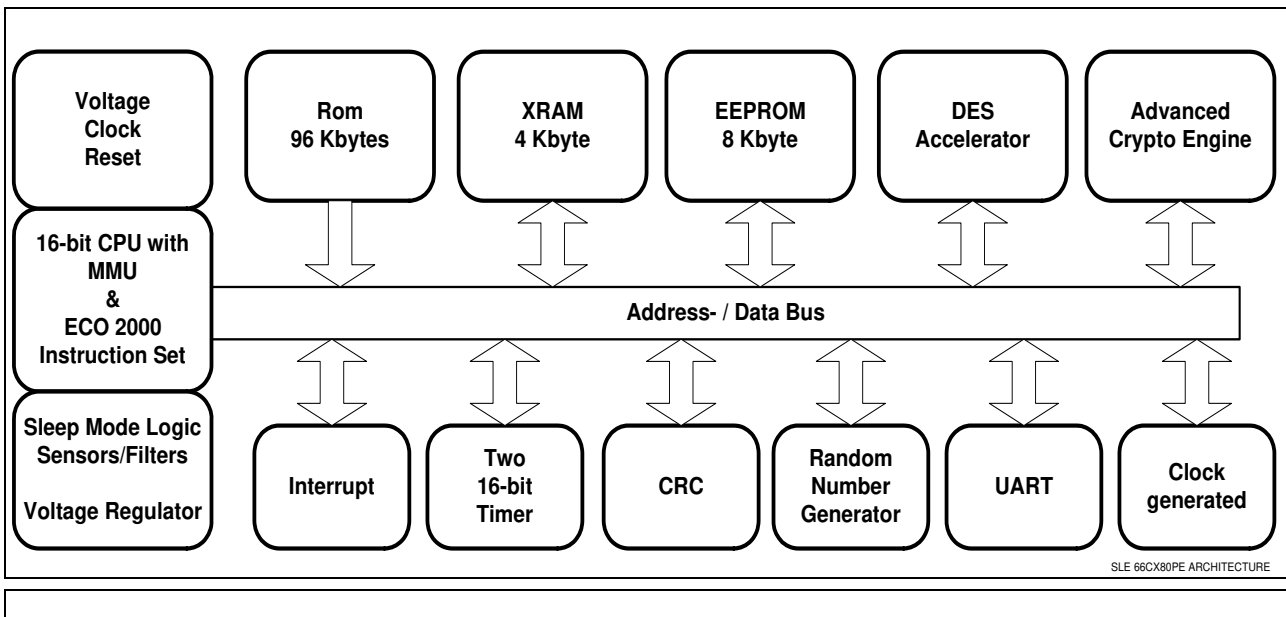 Voltage
Clock
Reset
Rom
96 Kbytes
XRAM
4 Kbyte
EEPROM
8 Kbyte
DES
Accelerator
Advanced
Crypto Engine
16-bit CPU with
MMU
&
ECO 2000
Instruction Set
Address- / Data Bus
Sleep Mode Logic
Sensors/Filters
Voltage Regulator
Interrupt
Two
16-bit
Timer
CRC
Random
Number
Generator
UART
Clock
generated
SLE 66CX80PE ARCHITECTURE